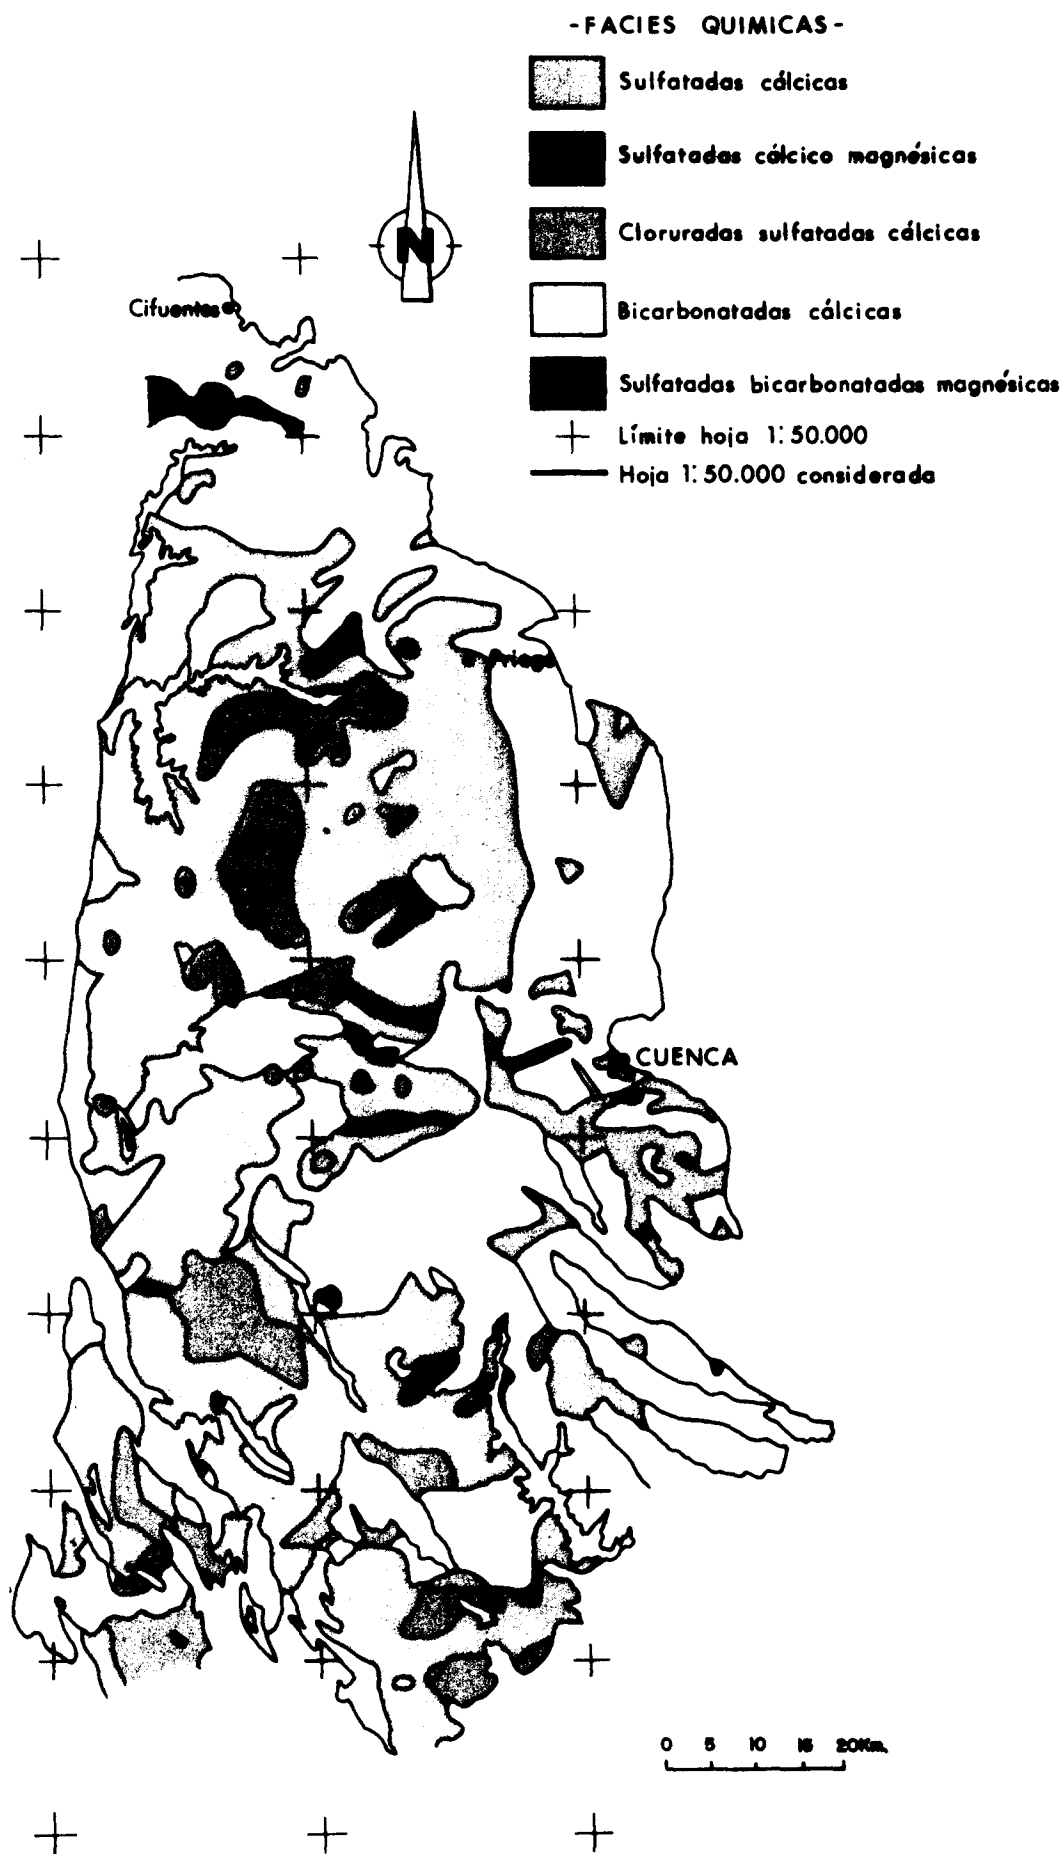 -FACIES QUIMICAS-
Sulfatadas cálcicas
Sulfatadas cálcico magnésicas
Cloruradas sulfatadas cálcicas
Bicarbonatadas cálcicas
Sulfatadas bicarbonatadas magnésicas
Límite hoja 1:50.000
Hoja 1:50.000 considerada
N
Cifuentes
Priego
CUENCA
0 5 10 15 20Km.